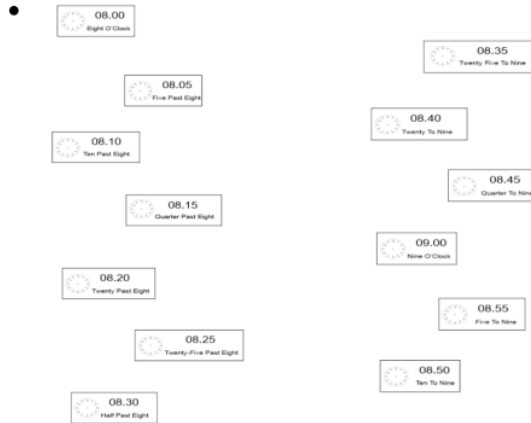 08.00
Eight O'Clock
08.05
Five Past Eight
08.10
Ten Past Eight
08.15
Quarter Past Eight
08.20
Twenty Past Eight
08.25
Twenty-Five Past Eight
08.30
Half Past Eight
08.35
Twenty Five To Nine
08.40
Twenty To Nine
08.45
Quarter To Nine
09.00
Nine O'Clock
08.55
Five To Nine
08.50
Ten To Nine